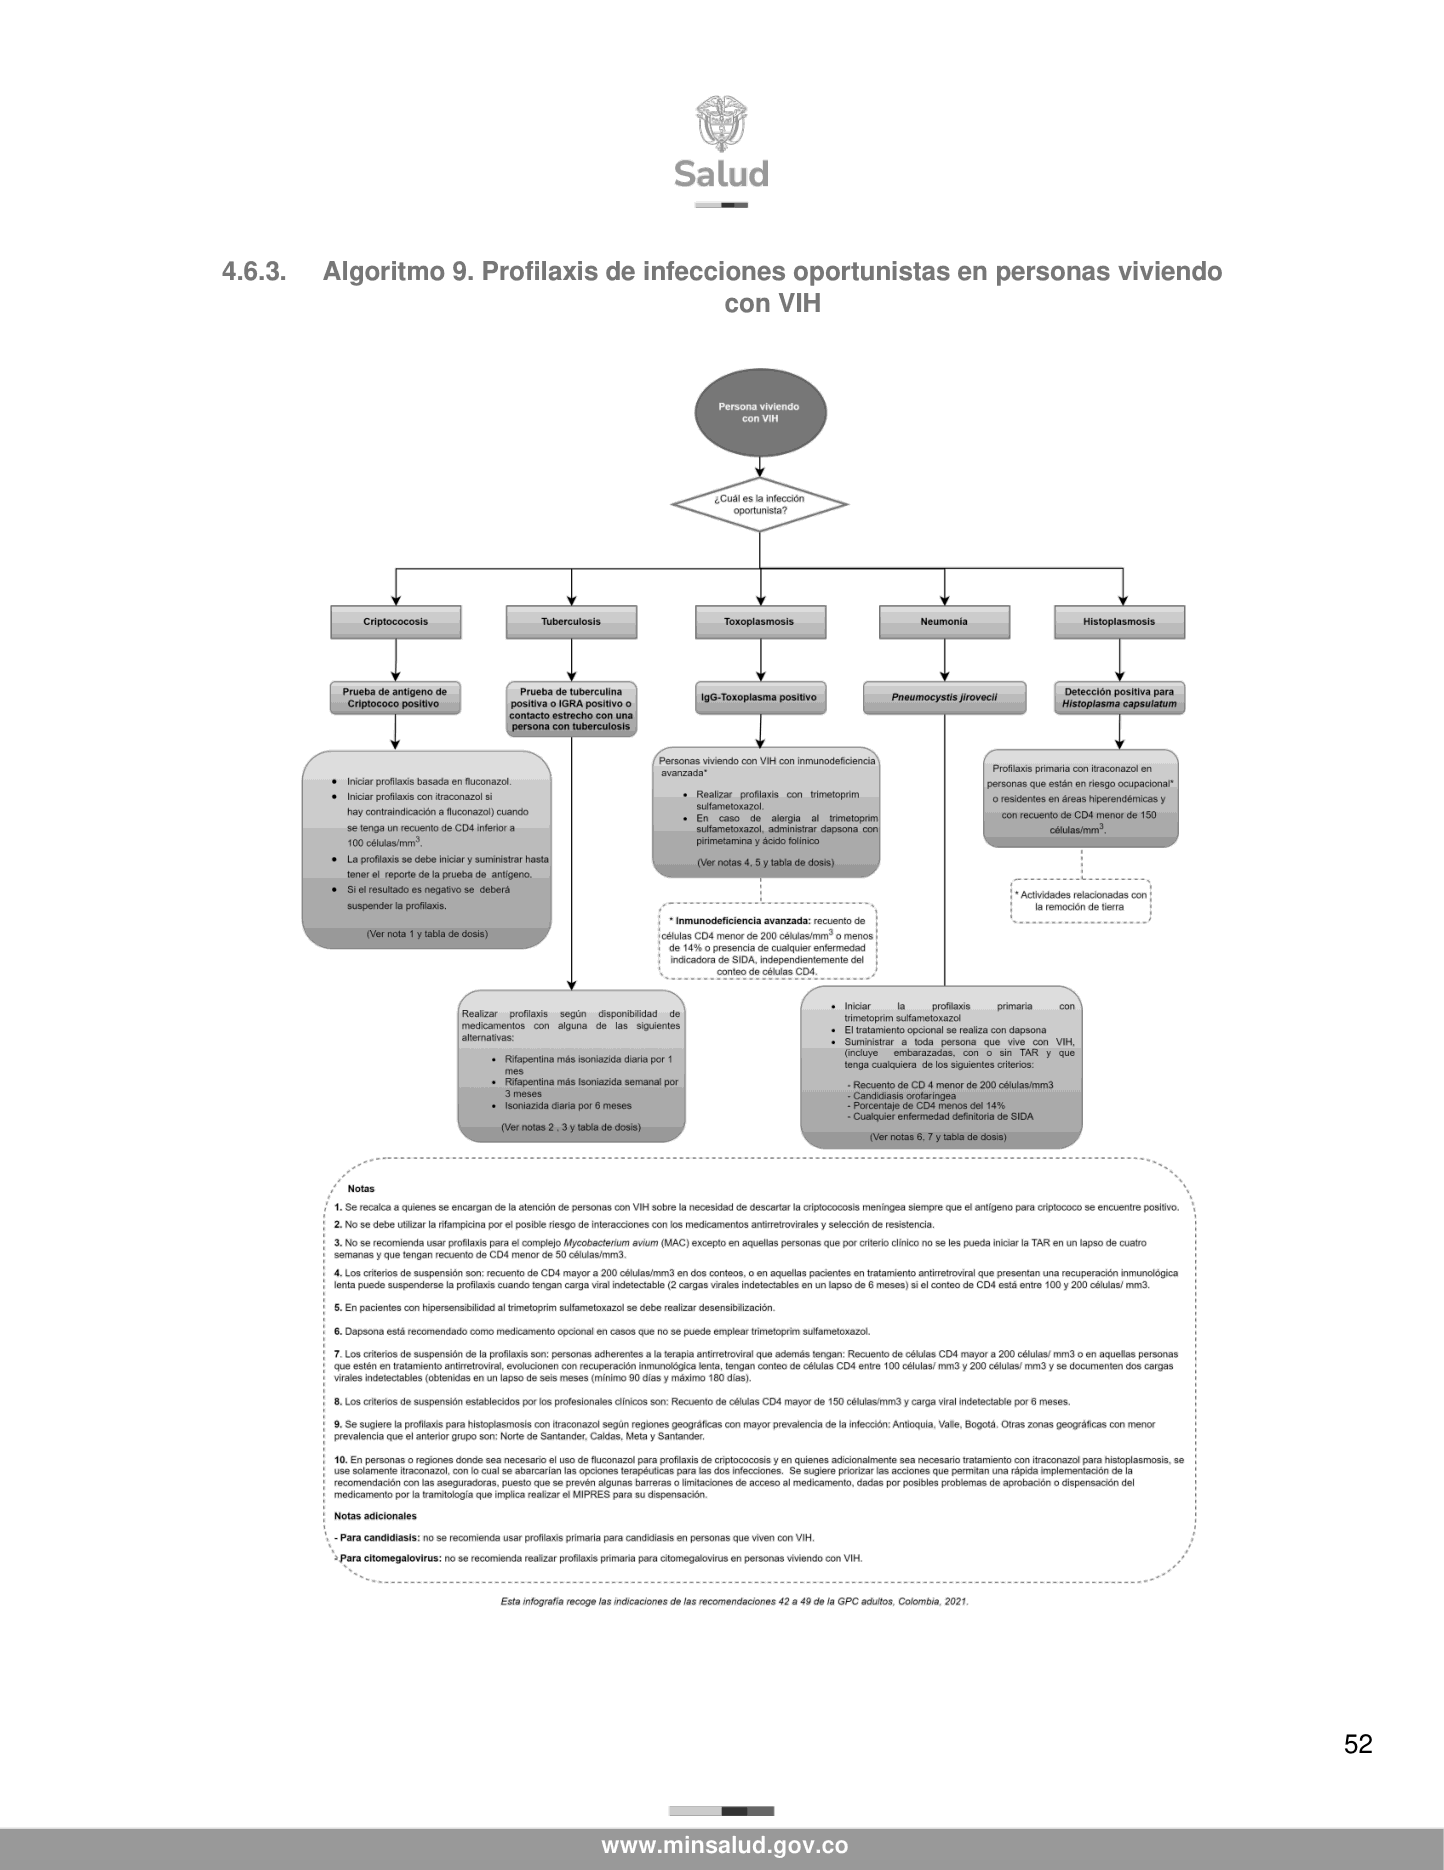 Salud
4.6.3. Algoritmo 9. Profilaxis de infecciones oportunistas en personas viviendo
con VIH
Persona viviendo
con VIH
¿Cuál es la infección
oportunista?
Criptococosis
Tuberculosis
Toxoplasmosis
Neumonía
Histoplasmosis
Prueba de antígeno de
Criptococo positivo
Prueba de tuberculina
positiva o IGRA positivo o
contacto estrecho con una
persona con tuberculosis
IgG-Toxoplasma positivo
Pneumocystis jirovecii
Detección positiva para
Histoplasma capsulatum
● Iniciar profilaxis basada en fluconazol.
● Iniciar profilaxis con itraconazol si
hay contraindicación a fluconazol) cuando
se tenga un recuento de CD4 inferior a
100 células/mm3.
● La profilaxis se debe iniciar y suministrar hasta
tener el reporte de la prueba de antígeno.
● Si el resultado es negativo se deberá
suspender la profilaxis.
(Ver nota 1 y tabla de dosis)
Personas viviendo con VIH con inmunodeficiencia
avanzada*
• Realizar profilaxis con trimetoprim
sulfametoxazol.
• En caso de alergia al trimetoprim
sulfametoxazol, administrar dapsona con
pirimetamina y ácido folínico
(Ver notas 4, 5 y tabla de dosis)
* Inmunodeficiencia avanzada: recuento de
células CD4 menor de 200 células/mm3 o menos
de 14% o presencia de cualquier enfermedad
indicadora de SIDA, independientemente del
conteo de células CD4.
Profilaxis primaria con itraconazol en
personas que están en riesgo ocupacional*
o residentes en áreas hiperendémicas y
con recuento de CD4 menor de 150
células/mm3.
* Actividades relacionadas con
la remoción de tierra
Realizar profilaxis según disponibilidad de
medicamentos con alguna de las siguientes
alternativas:
• Rifapentina más isoniazida diaria por 1
mes
• Rifapentina más Isoniazida semanal por
3 meses
• Isoniazida diaria por 6 meses
(Ver notas 2 , 3 y tabla de dosis)
• Iniciar la profilaxis primaria con
trimetoprim sulfametoxazol
• El tratamiento opcional se realiza con dapsona
• Suministrar a toda persona que vive con VIH,
(incluye embarazadas, con o sin TAR y que
tenga cualquiera de los siguientes criterios:
- Recuento de CD 4 menor de 200 células/mm3
- Candidiasis orofaríngea
- Porcentaje de CD4 menos del 14%
- Cualquier enfermedad definitoria de SIDA
(Ver notas 6, 7 y tabla de dosis)
Notas
1. Se recalca a quienes se encargan de la atención de personas con VIH sobre la necesidad de descartar la criptococosis meníngea siempre que el antígeno para criptococo se encuentre positivo.
2. No se debe utilizar la rifampicina por el posible riesgo de interacciones con los medicamentos antirretrovirales y selección de resistencia.
3. No se recomienda usar profilaxis para el complejo Mycobacterium avium (MAC) excepto en aquellas personas que por criterio clínico no se les pueda iniciar la TAR en un lapso de cuatro
semanas y que tengan recuento de CD4 menor de 50 células/mm3.
4. Los criterios de suspensión son: recuento de CD4 mayor a 200 células/mm3 en dos conteos, o en aquellas pacientes en tratamiento antirretroviral que presentan una recuperación inmunológica
lenta puede suspenderse la profilaxis cuando tengan carga viral indetectable (2 cargas virales indetectables en un lapso de 6 meses) si el conteo de CD4 está entre 100 y 200 células/ mm3.
5. En pacientes con hipersensibilidad al trimetoprim sulfametoxazol se debe realizar desensibilización.
6. Dapsona está recomendado como medicamento opcional en casos que no se puede emplear trimetoprim sulfametoxazol.
7. Los criterios de suspensión de la profilaxis son: personas adherentes a la terapia antirretroviral que además tengan: Recuento de células CD4 mayor a 200 células/ mm3 o en aquellas personas
que estén en tratamiento antirretroviral, evolucionen con recuperación inmunológica lenta, tengan conteo de células CD4 entre 100 células/ mm3 y 200 células/ mm3 y se documenten dos cargas
virales indetectables (obtenidas en un lapso de seis meses (mínimo 90 días y máximo 180 días).
8. Los criterios de suspensión establecidos por los profesionales clínicos son: Recuento de células CD4 mayor de 150 células/mm3 y carga viral indetectable por 6 meses.
9. Se sugiere la profilaxis para histoplasmosis con itraconazol según regiones geográficas con mayor prevalencia de la infección: Antioquia, Valle, Bogotá. Otras zonas geográficas con menor
prevalencia que el anterior grupo son: Norte de Santander, Caldas, Meta y Santander.
10. En personas o regiones donde sea necesario el uso de fluconazol para profilaxis de criptococosis y en quienes adicionalmente sea necesario tratamiento con itraconazol para histoplasmosis, se
use solamente itraconazol, con lo cual se abarcarían las opciones terapéuticas para las dos infecciones. Se sugiere priorizar las acciones que permitan una rápida implementación de la
recomendación con las aseguradoras, puesto que se prevén algunas barreras o limitaciones de acceso al medicamento, dadas por posibles problemas de aprobación o dispensación del
medicamento por la tramitología que implica realizar el MIPRES para su dispensación.
Notas adicionales
- Para candidiasis: no se recomienda usar profilaxis primaria para candidiasis en personas que viven con VIH.
- Para citomegalovirus: no se recomienda realizar profilaxis primaria para citomegalovirus en personas viviendo con VIH.
Esta infografía recoge las indicaciones de las recomendaciones 42 a 49 de la GPC adultos, Colombia, 2021.
52
www.minsalud.gov.co